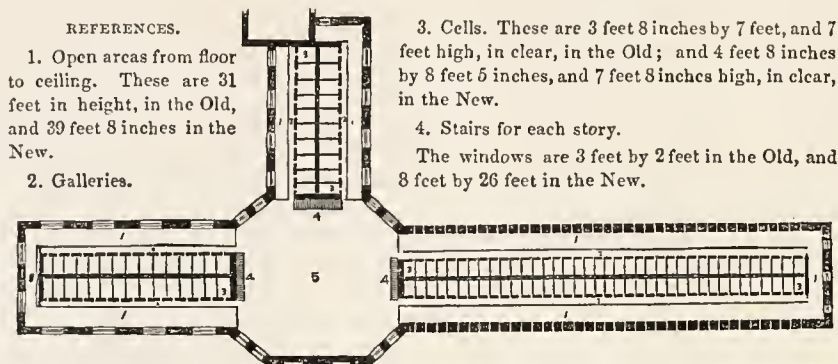 REFERENCES.
1. Open areas from floor
to ceiling. These are 31
feet in height, in the Old,
and 39 feet 8 inches in the
New.
2. Galleries.
3. Cells. These are 3 feet 8 inches by 7 feet, and 7
feet high, in clear, in the Old; and 4 feet 8 inches
by 8 feet 5 inches, and 7 feet 8 inches high, in clear,
in the New.
4. Stairs for each story.
The windows are 3 feet by 2 feet in the Old, and
8 feet by 26 feet in the New.
3
1
2
3
4
1
2
3
4
5
4
3
1
2
3
1